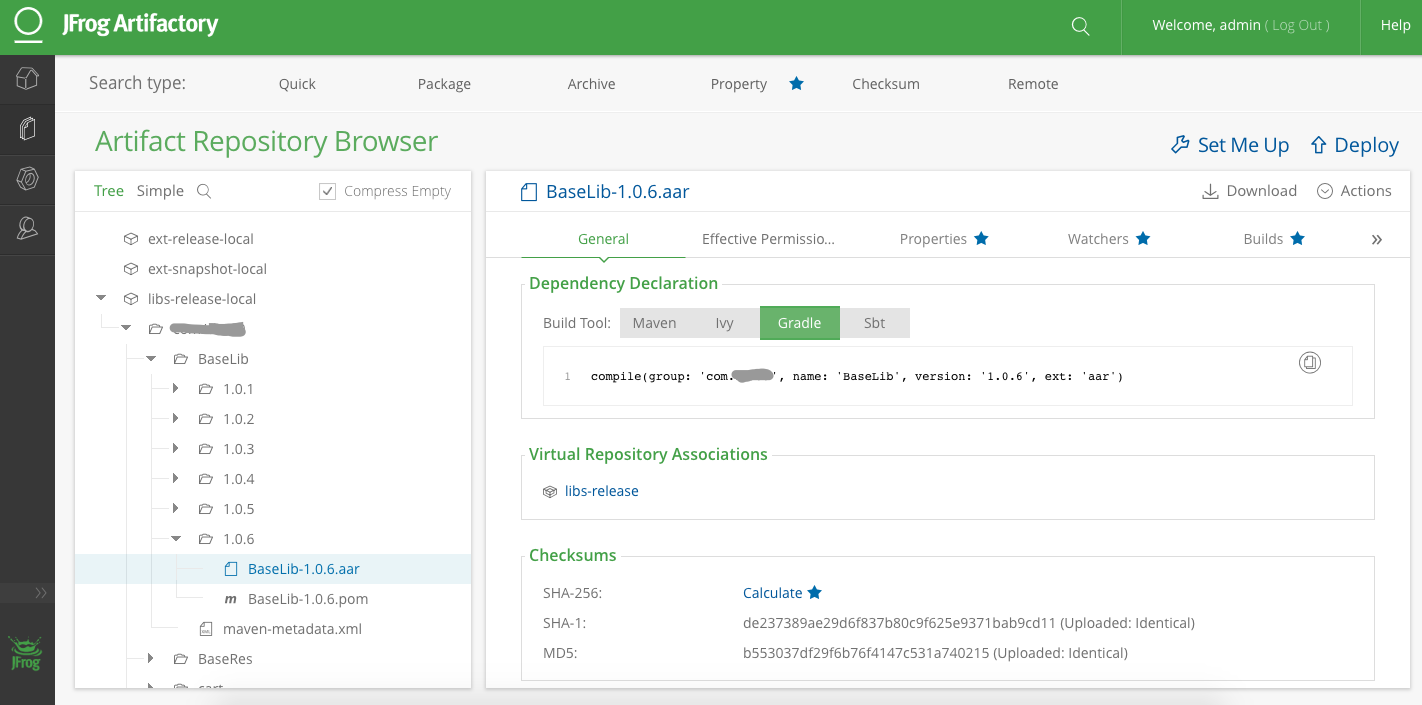 JFrog Artifactory
Welcome, admin ( Log Out )
Help
Search type:
Quick
Package
Archive
Property
Checksum
Remote
Artifact Repository Browser
Set Me Up
Deploy
Tree
Simple
Compress Empty
ext-release-local
ext-snapshot-local
libs-release-local
BaseLib
1.0.1
1.0.2
1.0.3
1.0.4
1.0.5
1.0.6
BaseLib-1.0.6.aar
m BaseLib-1.0.6.pom
maven-metadata.xml
BaseRes
cart
JFrog
BaseLib-1.0.6.aar
Download
Actions
General
Effective Permissio...
Properties
Watchers
Builds
»
Dependency Declaration
Build Tool:
Maven
Ivy
Gradle
Sbt
1 compile(group: 'com. ', name: 'BaseLib', version: '1.0.6', ext: 'aar')
Virtual Repository Associations
libs-release
Checksums
SHA-256: Calculate
SHA-1: de237389ae29d6f837b80c9f625e9371bab9cd11 (Uploaded: Identical)
MD5: b553037df29f6b76f4147c531a740215 (Uploaded: Identical)